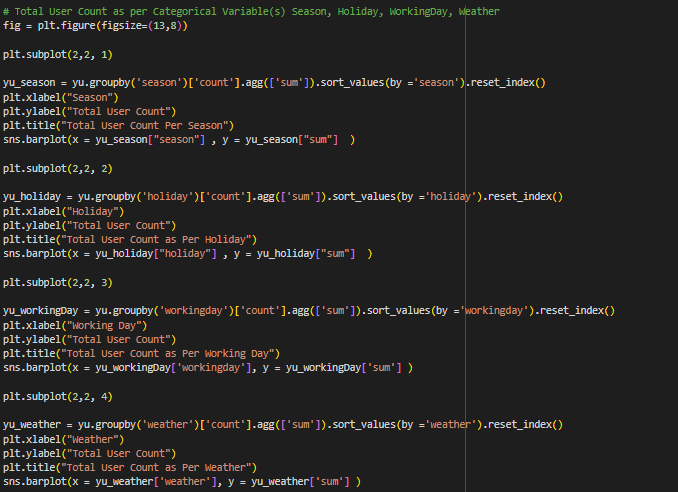 # Total User Count as per Categorical Variable(s) Season, Holiday, WorkingDay, Weather
fig = plt.figure(figsize=(13,8))
plt.subplot(2,2, 1)
yu_season = yu.groupby('season')['count'].agg(['sum']).sort_values(by ='season').reset_index()
plt.xlabel("Season")
plt.ylabel("Total User Count")
plt.title("Total User Count Per Season")
sns.barplot(x = yu_season["season"] , y = yu_season["sum"]  )
plt.subplot(2,2, 2)
yu_holiday = yu.groupby('holiday')['count'].agg(['sum']).sort_values(by ='holiday').reset_index()
plt.xlabel("Holiday")
plt.ylabel("Total User Count")
plt.title("Total User Count as Per Holiday")
sns.barplot(x = yu_holiday["holiday"] , y = yu_holiday["sum"]  )
plt.subplot(2,2, 3)
yu_workingDay = yu.groupby('workingday')['count'].agg(['sum']).sort_values(by ='workingday').reset_index()
plt.xlabel("Working Day")
plt.ylabel("Total User Count")
plt.title("Total User Count as Per Working Day")
sns.barplot(x = yu_workingDay['workingday'], y = yu_workingDay['sum'] )
plt.subplot(2,2, 4)
yu_weather = yu.groupby('weather')['count'].agg(['sum']).sort_values(by ='weather').reset_index()
plt.xlabel("Weather")
plt.ylabel("Total User Count")
plt.title("Total User Count as Per Weather")
sns.barplot(x = yu_weather['weather'], y = yu_weather['sum'] )